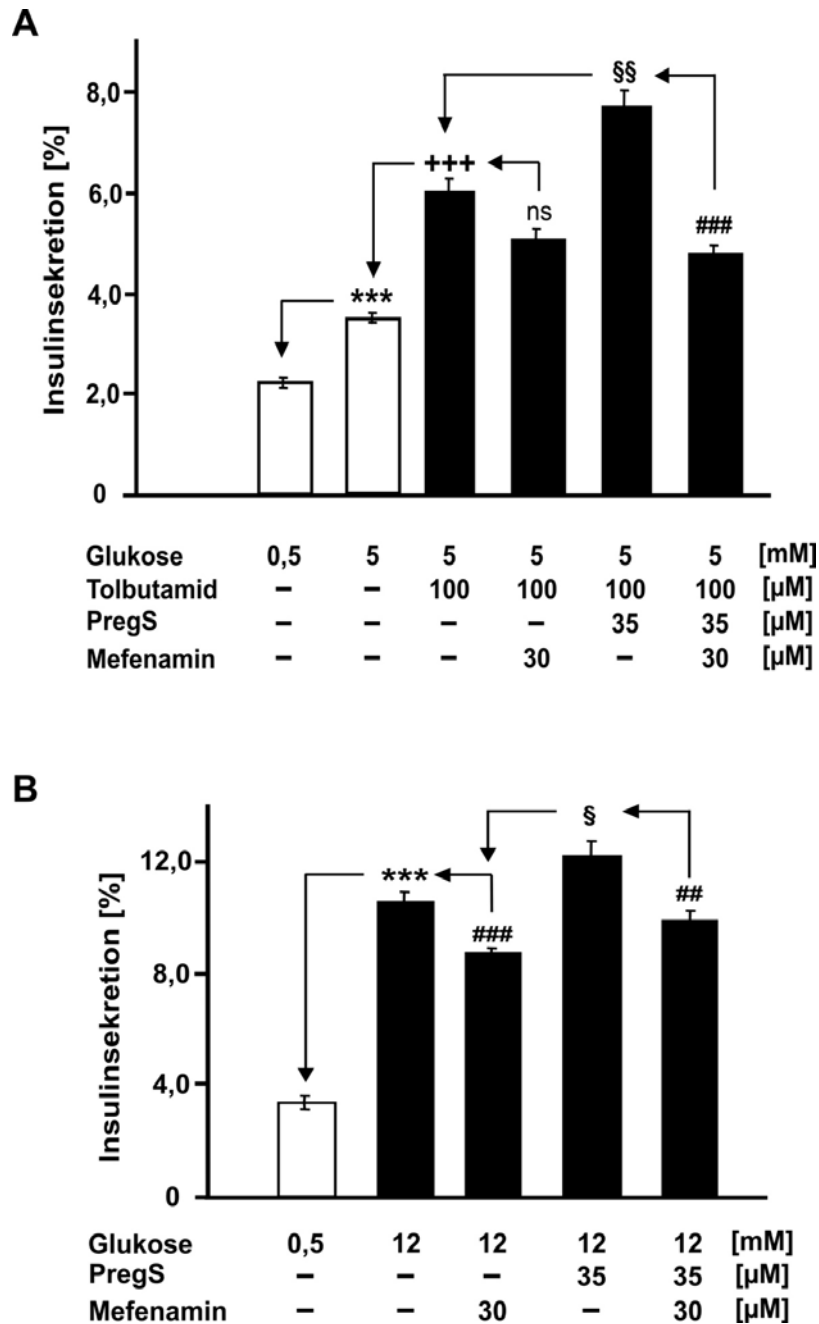 A
Insulinsekretion [%]
8,0
6,0
4,0
2,0
0
§§
+++
ns
###
***
Glukose 0,5 5 5 5 5 5 [mM]
Tolbutamid – – 100 100 100 100 [µM]
PregS – – – – 35 35 [µM]
Mefenamin – – – 30 – 30 [µM]
B
Insulinsekretion [%]
12,0
8,0
4,0
0
§
***
##
###
Glukose 0,5 12 12 12 12 [mM]
PregS – – – 35 35 [µM]
Mefenamin – – 30 – 30 [µM]